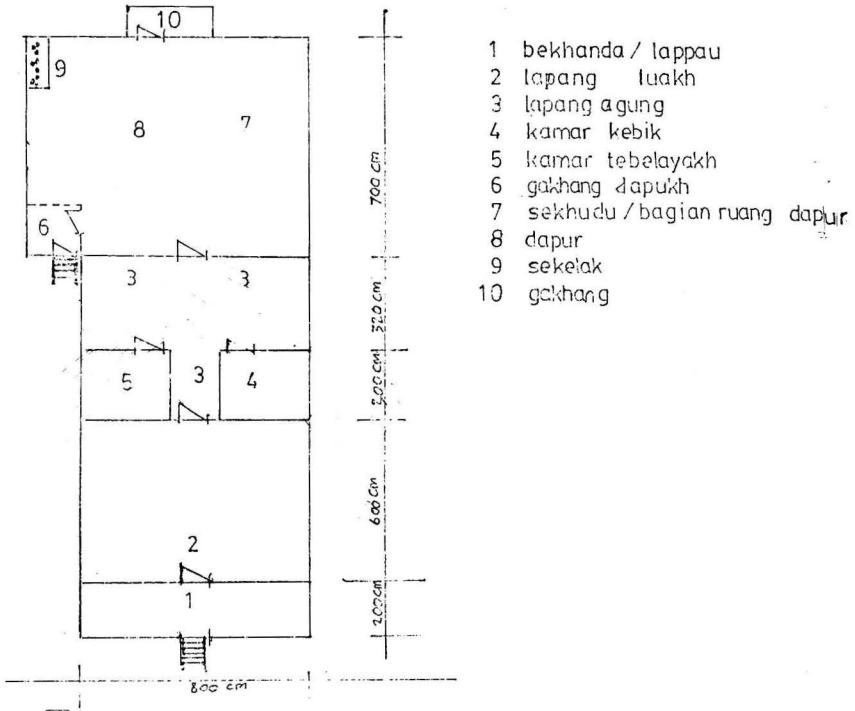 10
9
8 7
6
3 3
5 3 4
2
1
700 cm
320 cm
200 cm
600 cm
200cm
800 cm
1 bekhanda / lappau
2 lapang luakh
3 lapang agung
4 kamar kebik
5 kamar tebelayakh
6 gakhang dapukh
7 sekhudu / bagian ruang dapur
8 dapur
9 sekelak
10 gakhang